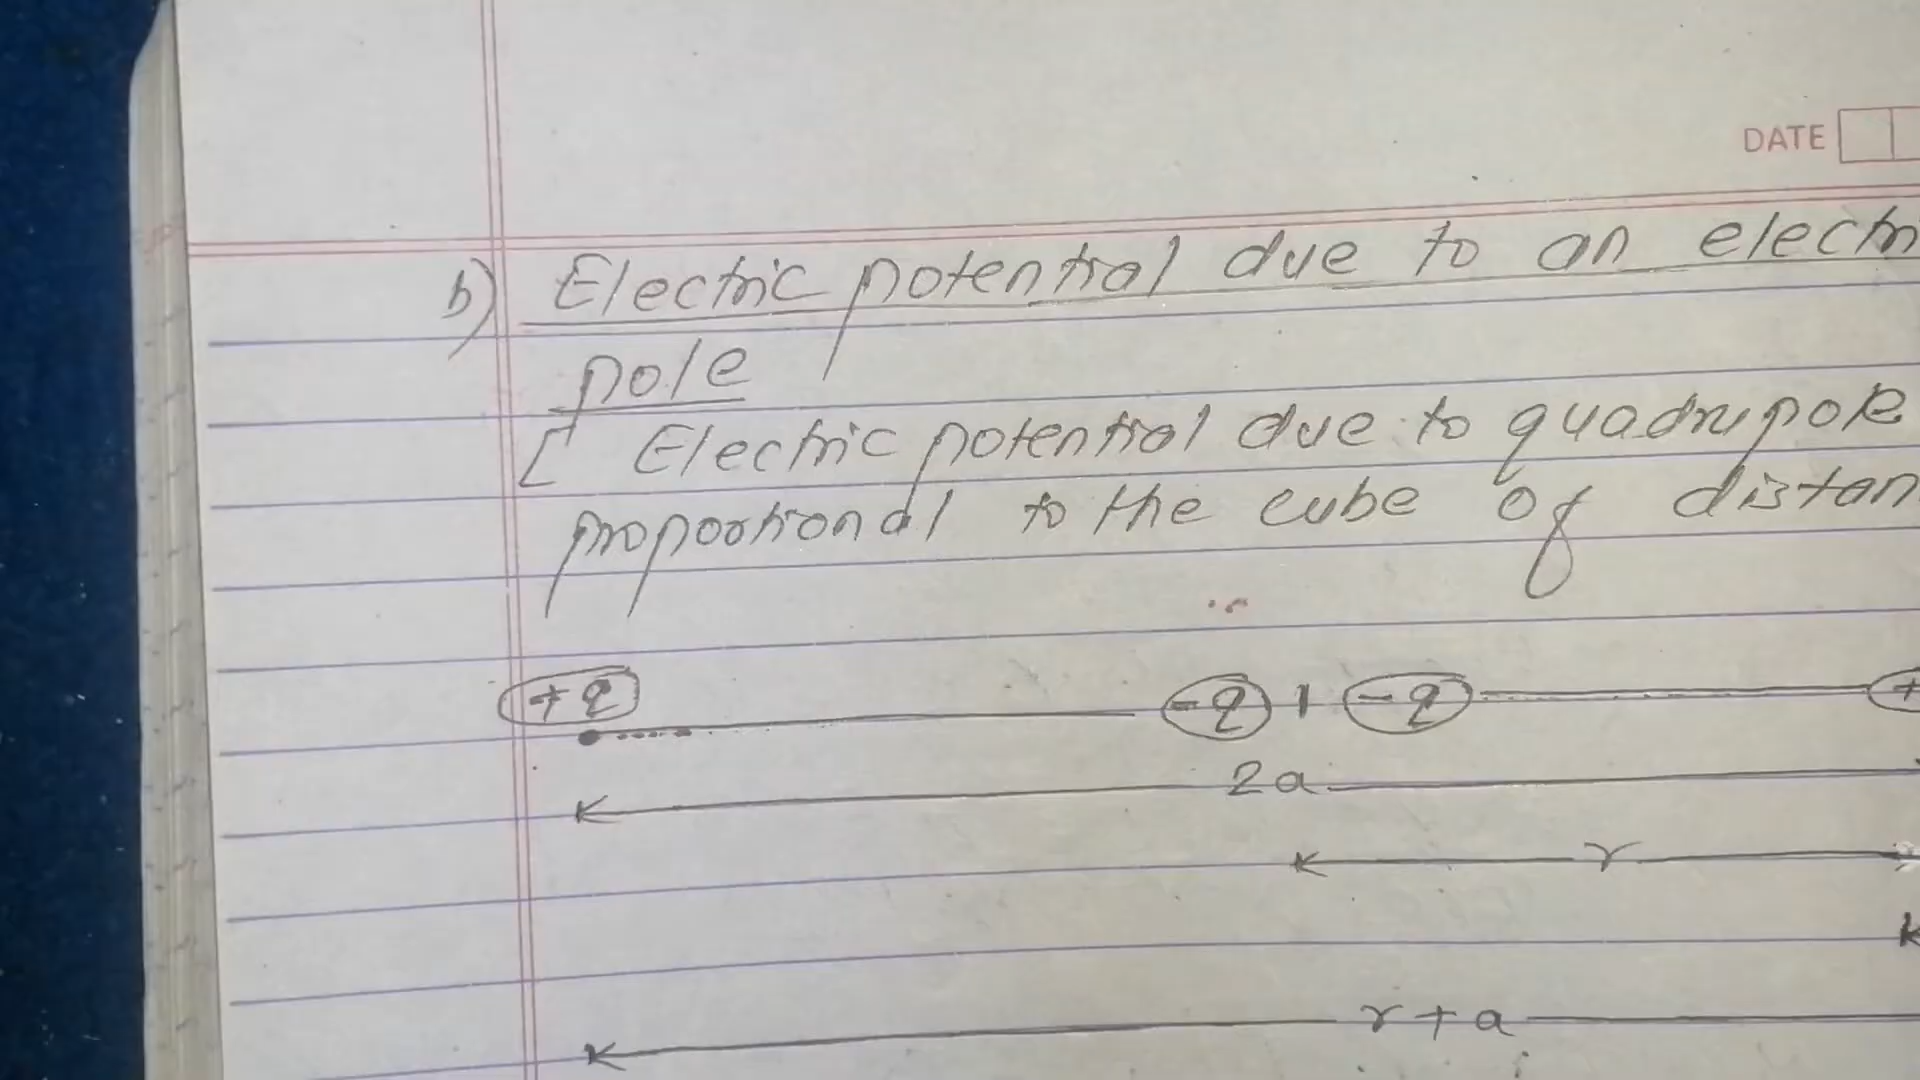 DATE
b) Electric potential due to an electri
pole
[ Electric potential due to quadrupole
proportional to the cube of distan
+q -q -q +
2a
r
r+a